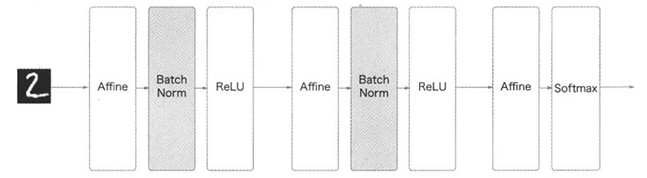 2
Affine
Batch
Norm
ReLU
Affine
Batch
Norm
ReLU
Affine
Softmax